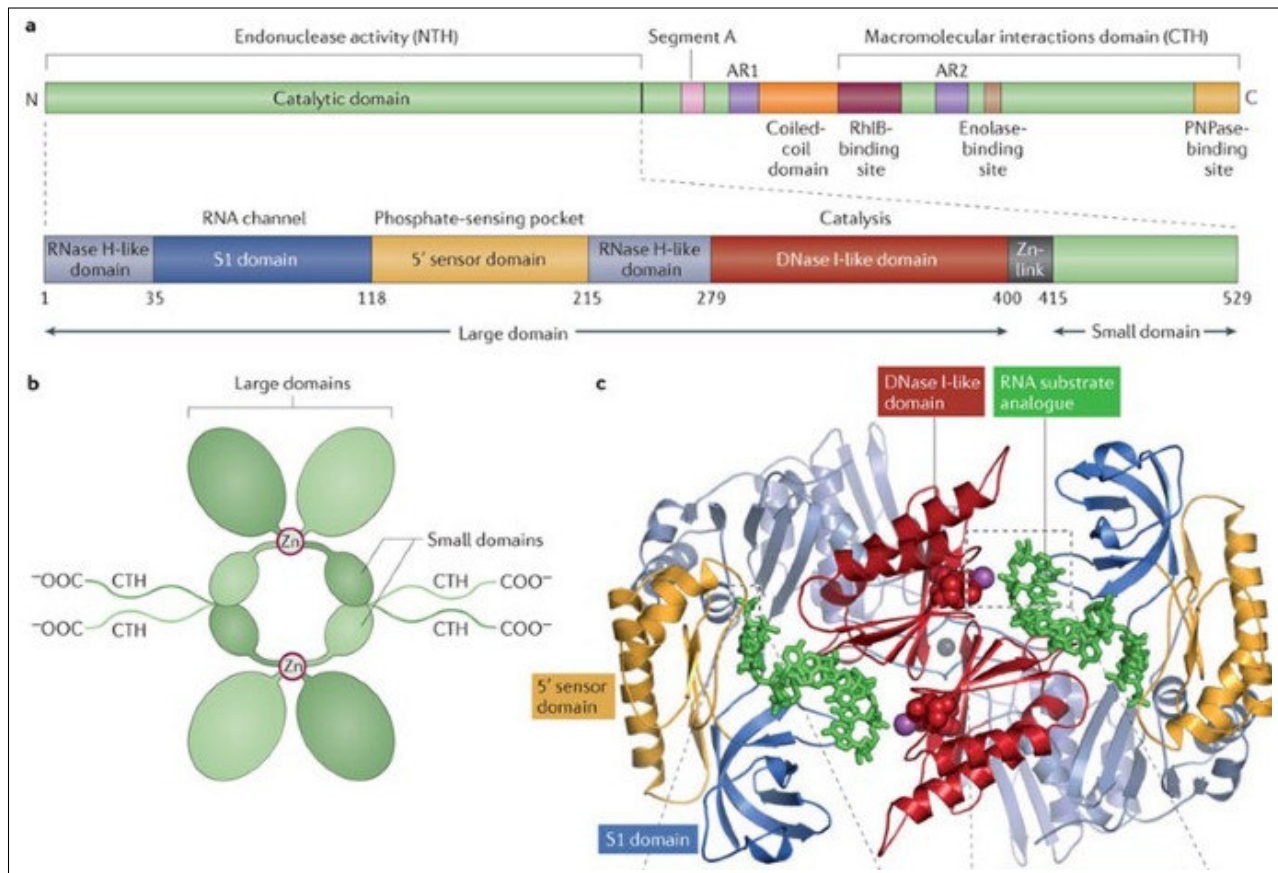 a
Endonuclease activity (NTH)
Segment A
Macromolecular interactions domain (CTH)
AR1
AR2
N
Catalytic domain
C
Coiled-
coil
domain
RhlB-
binding
site
Enolase-
binding
site
PNPase-
binding
site
RNA channel
Phosphate-sensing pocket
Catalysis
RNase H-like
domain
S1 domain
5′ sensor domain
RNase H-like
domain
DNase I-like domain
Zn-
link
1
35
118
215
279
400
415
529
Large domain
Small domain
b
Large domains
Zn
Small domains
⁻OOC CTH
CTH COO⁻
⁻OOC CTH
CTH COO⁻
Zn
c
DNase I-like
domain
RNA substrate
analogue
5′ sensor
domain
S1 domain